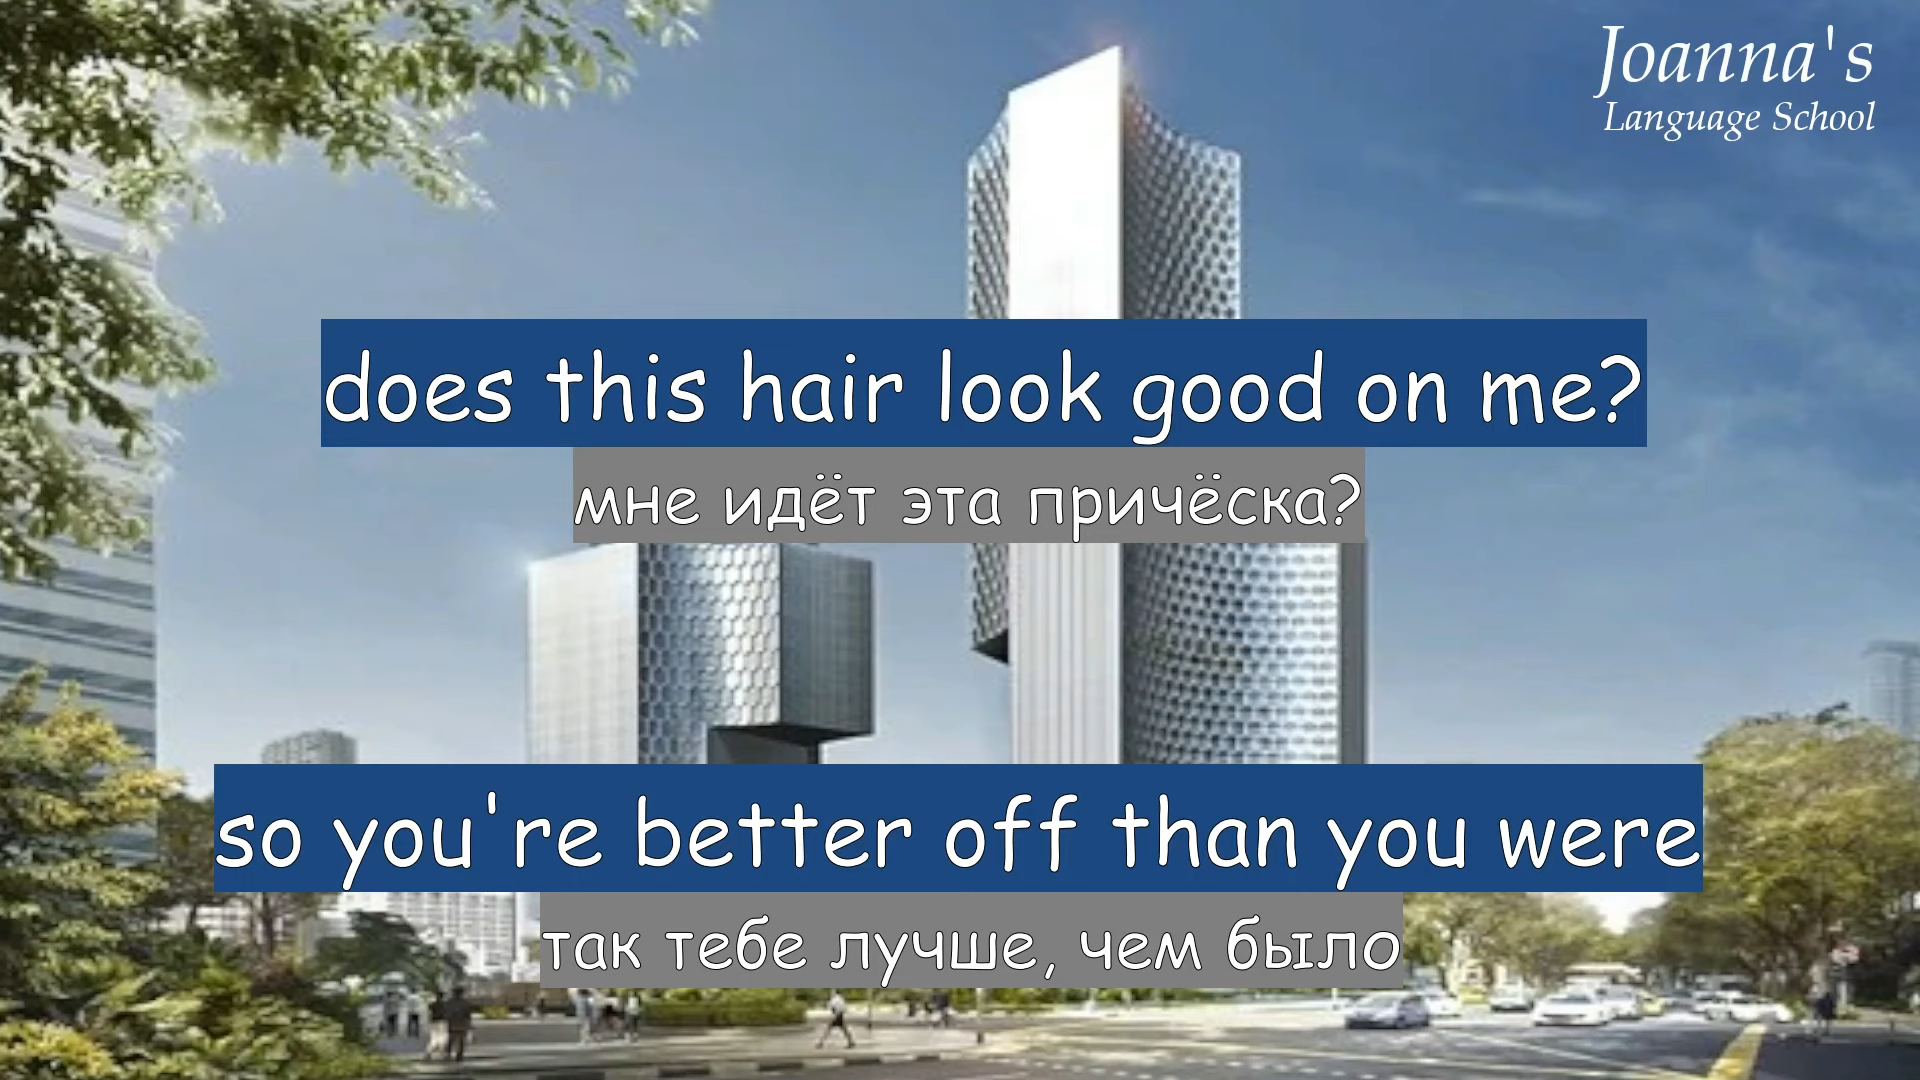 Joanna's
Language School
does this hair look good on me?
мне идёт эта причёска?
so you're better off than you were
так тебе лучше, чем было